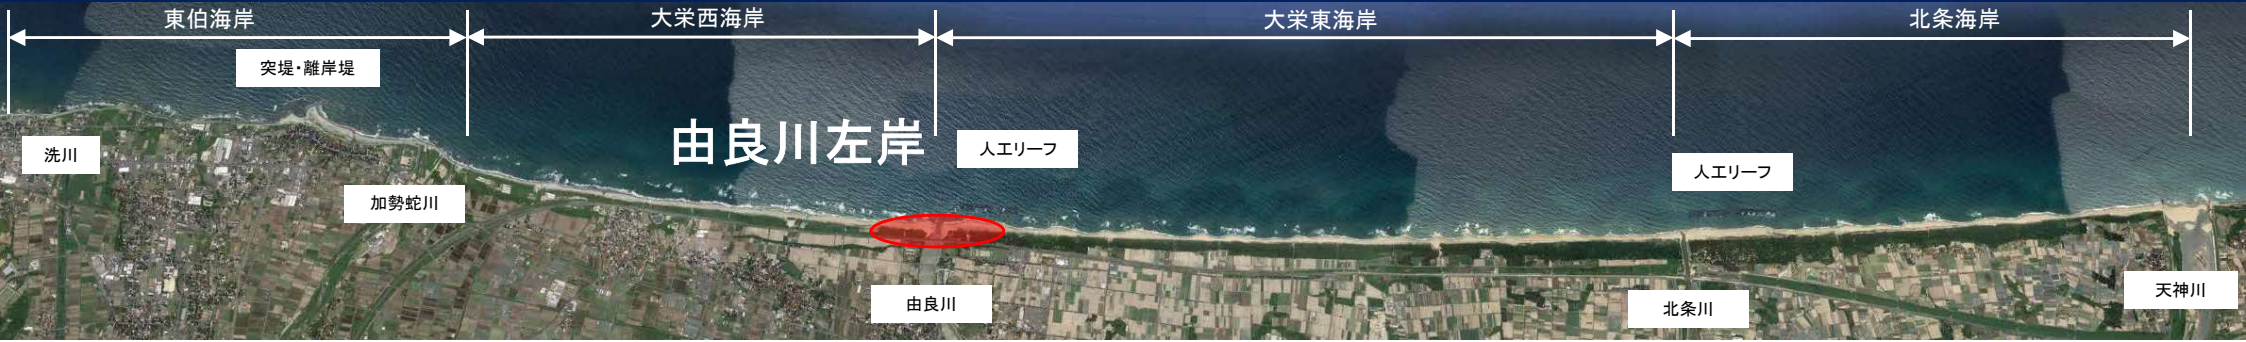 東伯海岸
大栄西海岸
大栄東海岸
北条海岸
突堤・離岸堤
由良川左岸
人工リーフ
人工リーフ
洗川
加勢蛇川
由良川
北条川
天神川